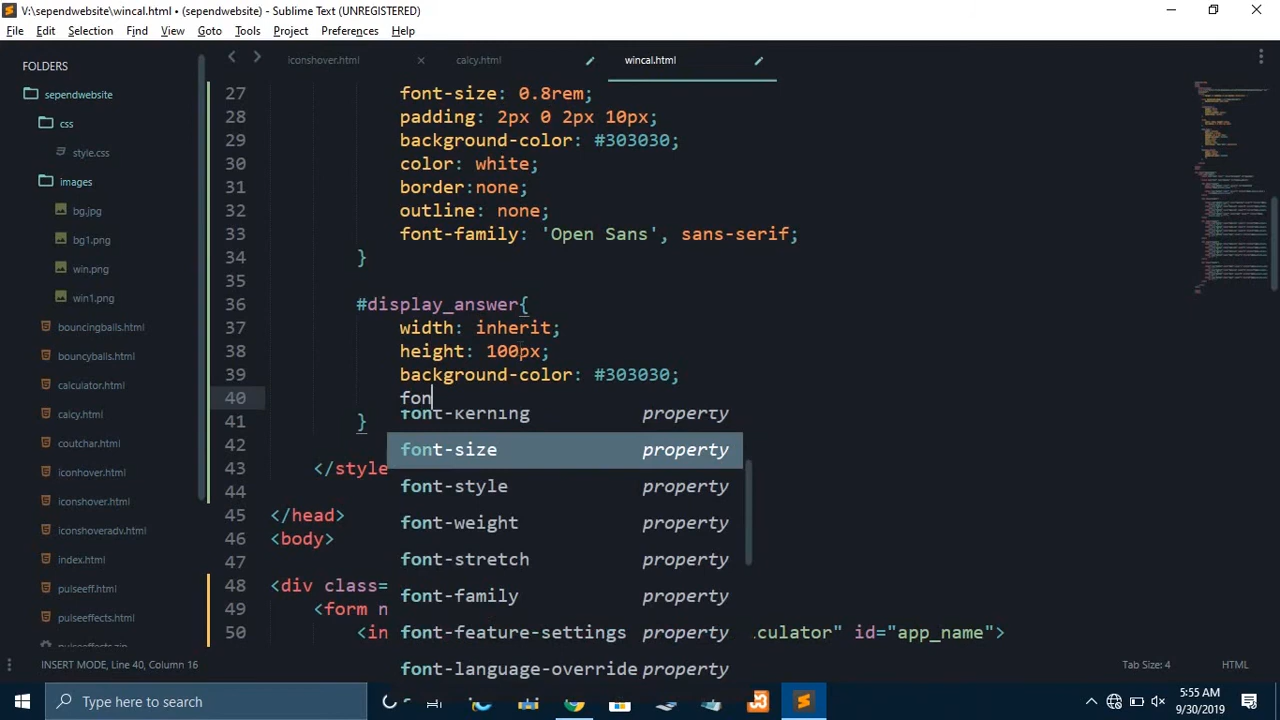 V:\sependwebsite\wincal.html • (sependwebsite) - Sublime Text (UNREGISTERED)
File Edit Selection Find View Goto Tools Project Preferences Help
FOLDERS
sependwebsite
css
style.css
images
bg.jpg
bg1.png
win.png
win1.png
bouncingballs.html
bouncyballs.html
calculator.html
calcy.html
coutchar.html
iconhover.html
iconshover.html
iconshoveradv.html
index.html
pulseeff.html
pulseeffects.html
pulseeffects.zip
iconshover.html calcy.html wincal.html
27 font-size: 0.8rem;
28 padding: 2px 0 2px 10px;
29 background-color: #303030;
30 color: white;
31 border:none;
32 outline: none;
33 font-family: 'Open Sans', sans-serif;
34 }
35
36 #display_answer{
37 width: inherit;
38 height: 100px;
39 background-color: #303030;
40 fon
41 }
42
43 </style
44
45 </head>
46 <body>
47
48 <div class=
49 <form n
50 <in culator" id="app_name">
font-kerning property
font-size property
font-style property
font-weight property
font-stretch property
font-family property
font-feature-settings property
font-language-override property
INSERT MODE, Line 40, Column 16
Tab Size: 4 HTML
Type here to search
5:55 AM
9/30/2019